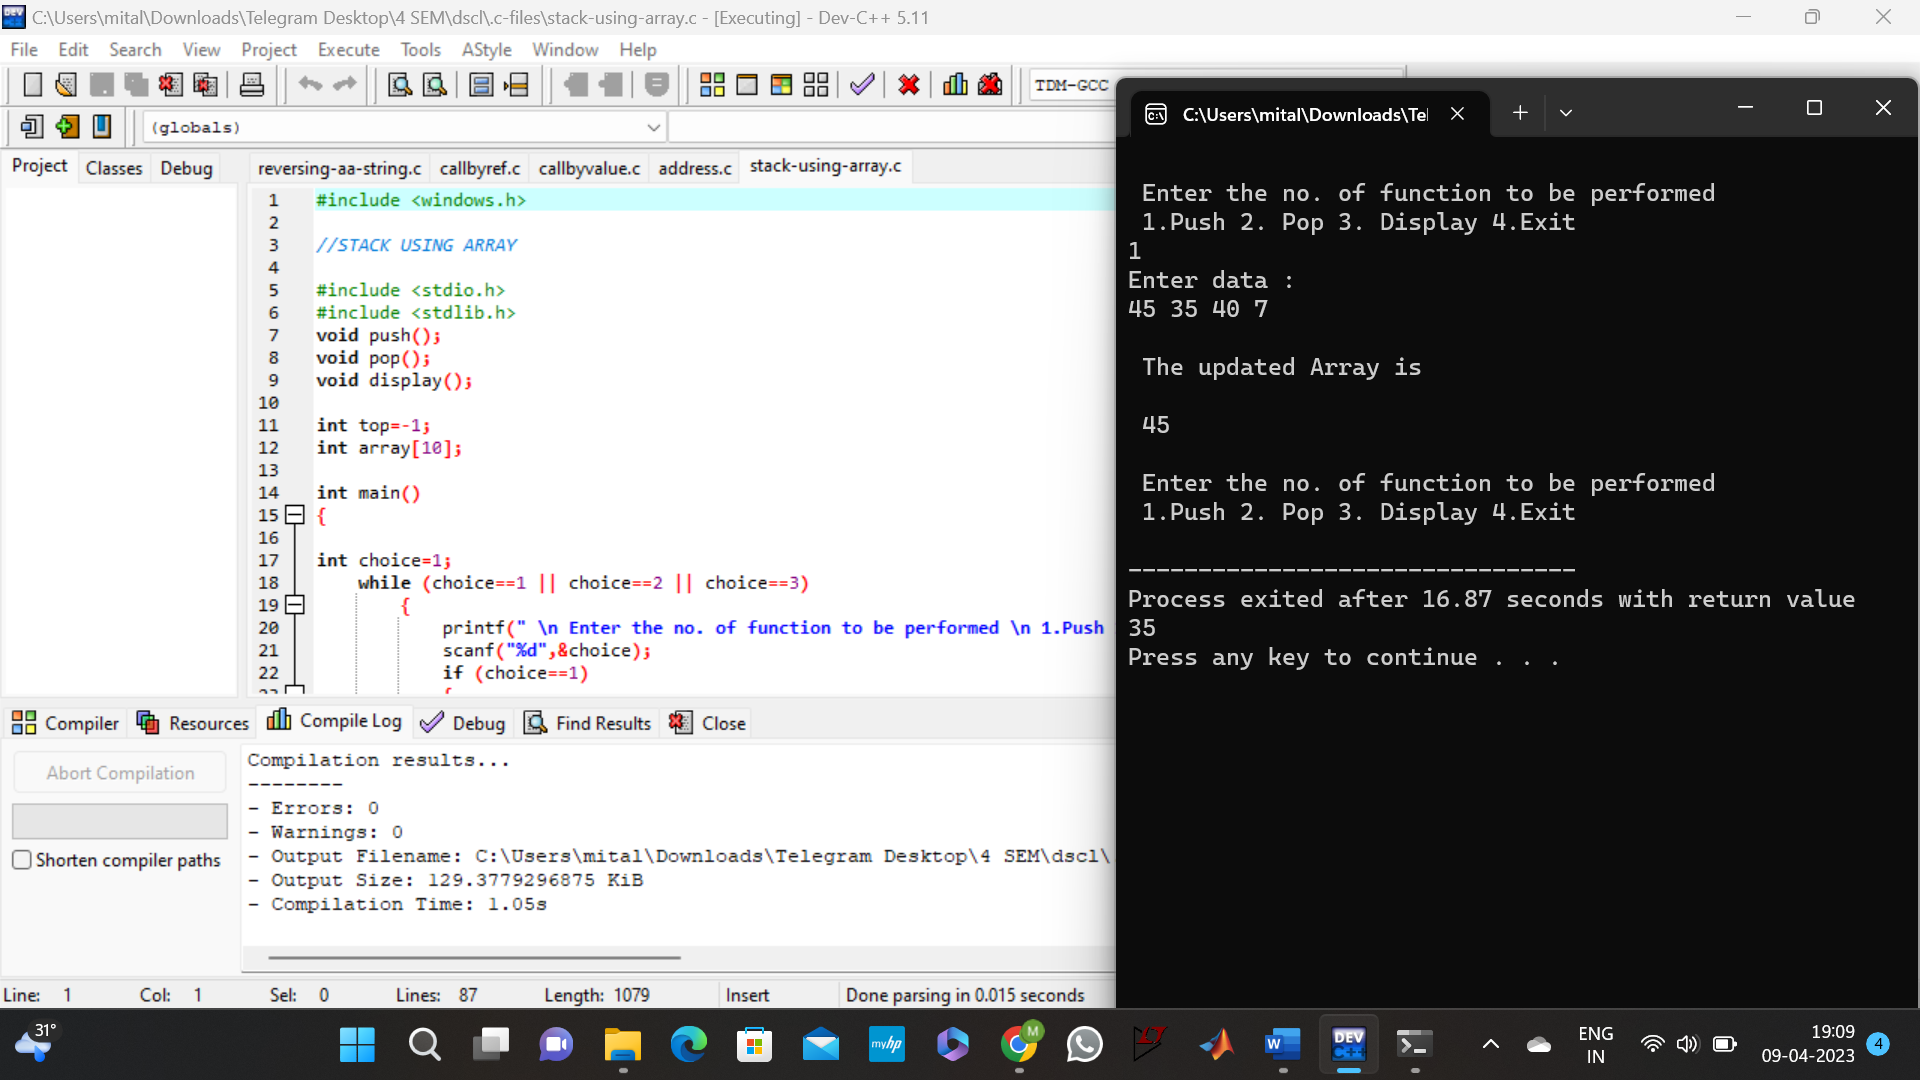 C:\Users\mital\Downloads\Telegram Desktop\4 SEM\dscl\.c-files\stack-using-array.c - [Executing] - Dev-C++ 5.11
File Edit Search View Project Execute Tools AStyle Window Help
TDM-GCC
(globals)
Project Classes Debug
reversing-aa-string.c callbyref.c callbyvalue.c address.c stack-using-array.c
1 #include <windows.h>
2
3 //STACK USING ARRAY
4
5 #include <stdio.h>
6 #include <stdlib.h>
7 void push();
8 void pop();
9 void display();
10
11 int top=-1;
12 int array[10];
13
14 int main()
15 {
16
17 int choice=1;
18 while (choice==1 || choice==2 || choice==3)
19 {
20 printf(" \n Enter the no. of function to be performed \n 1.Push
21 scanf("%d",&choice);
22 if (choice==1)
23 {
Compiler Resources Compile Log Debug Find Results Close
Abort Compilation
Shorten compiler paths
Compilation results...
--------
- Errors: 0
- Warnings: 0
- Output Filename: C:\Users\mital\Downloads\Telegram Desktop\4 SEM\dscl\
- Output Size: 129.3779296875 KiB
- Compilation Time: 1.05s
Line: 1 Col: 1 Sel: 0 Lines: 87 Length: 1079 Insert Done parsing in 0.015 seconds
C:\Users\mital\Downloads\Tel
Enter the no. of function to be performed
1.Push 2. Pop 3. Display 4.Exit
1
Enter data :
45 35 40 7
The updated Array is
45
Enter the no. of function to be performed
1.Push 2. Pop 3. Display 4.Exit
--------------------------------
Process exited after 16.87 seconds with return value
35
Press any key to continue . . .
31°
myhp
M
W
DEV
C++
ENG
IN
19:09
09-04-2023
4